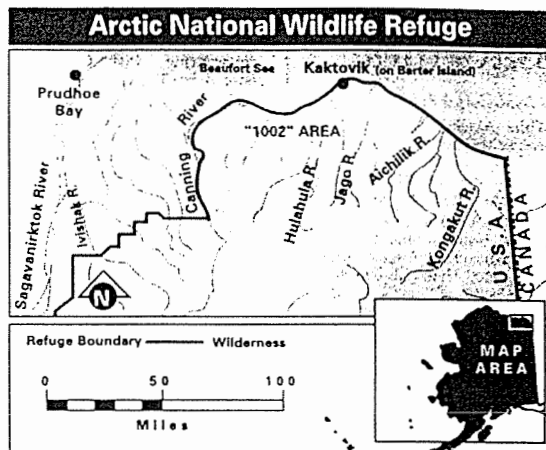 Arctic National Wildlife Refuge
Beaufort See
Kaktovik (on Barter Island)
Prudhoe
Bay
River
Canning
"1002" AREA
Sagavanirktok River
Ivishak R.
Hulahula R.
Jago R.
Aichilik R.
Kongakut R.
U.S.A.
CANADA
N
Refuge Boundary
Wilderness
0 50 100
Miles
MAP
AREA